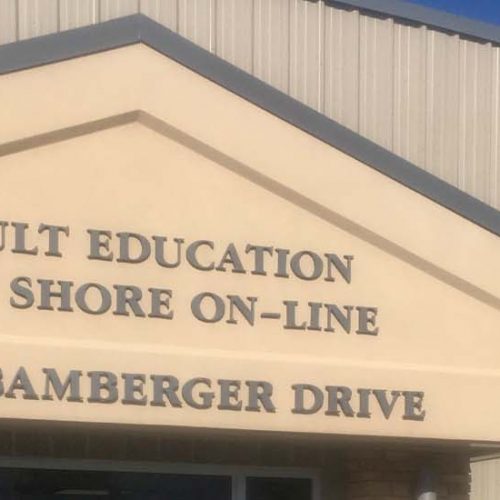 ULT EDUCATION
SHORE ON-LINE
BAMBERGER DRIVE